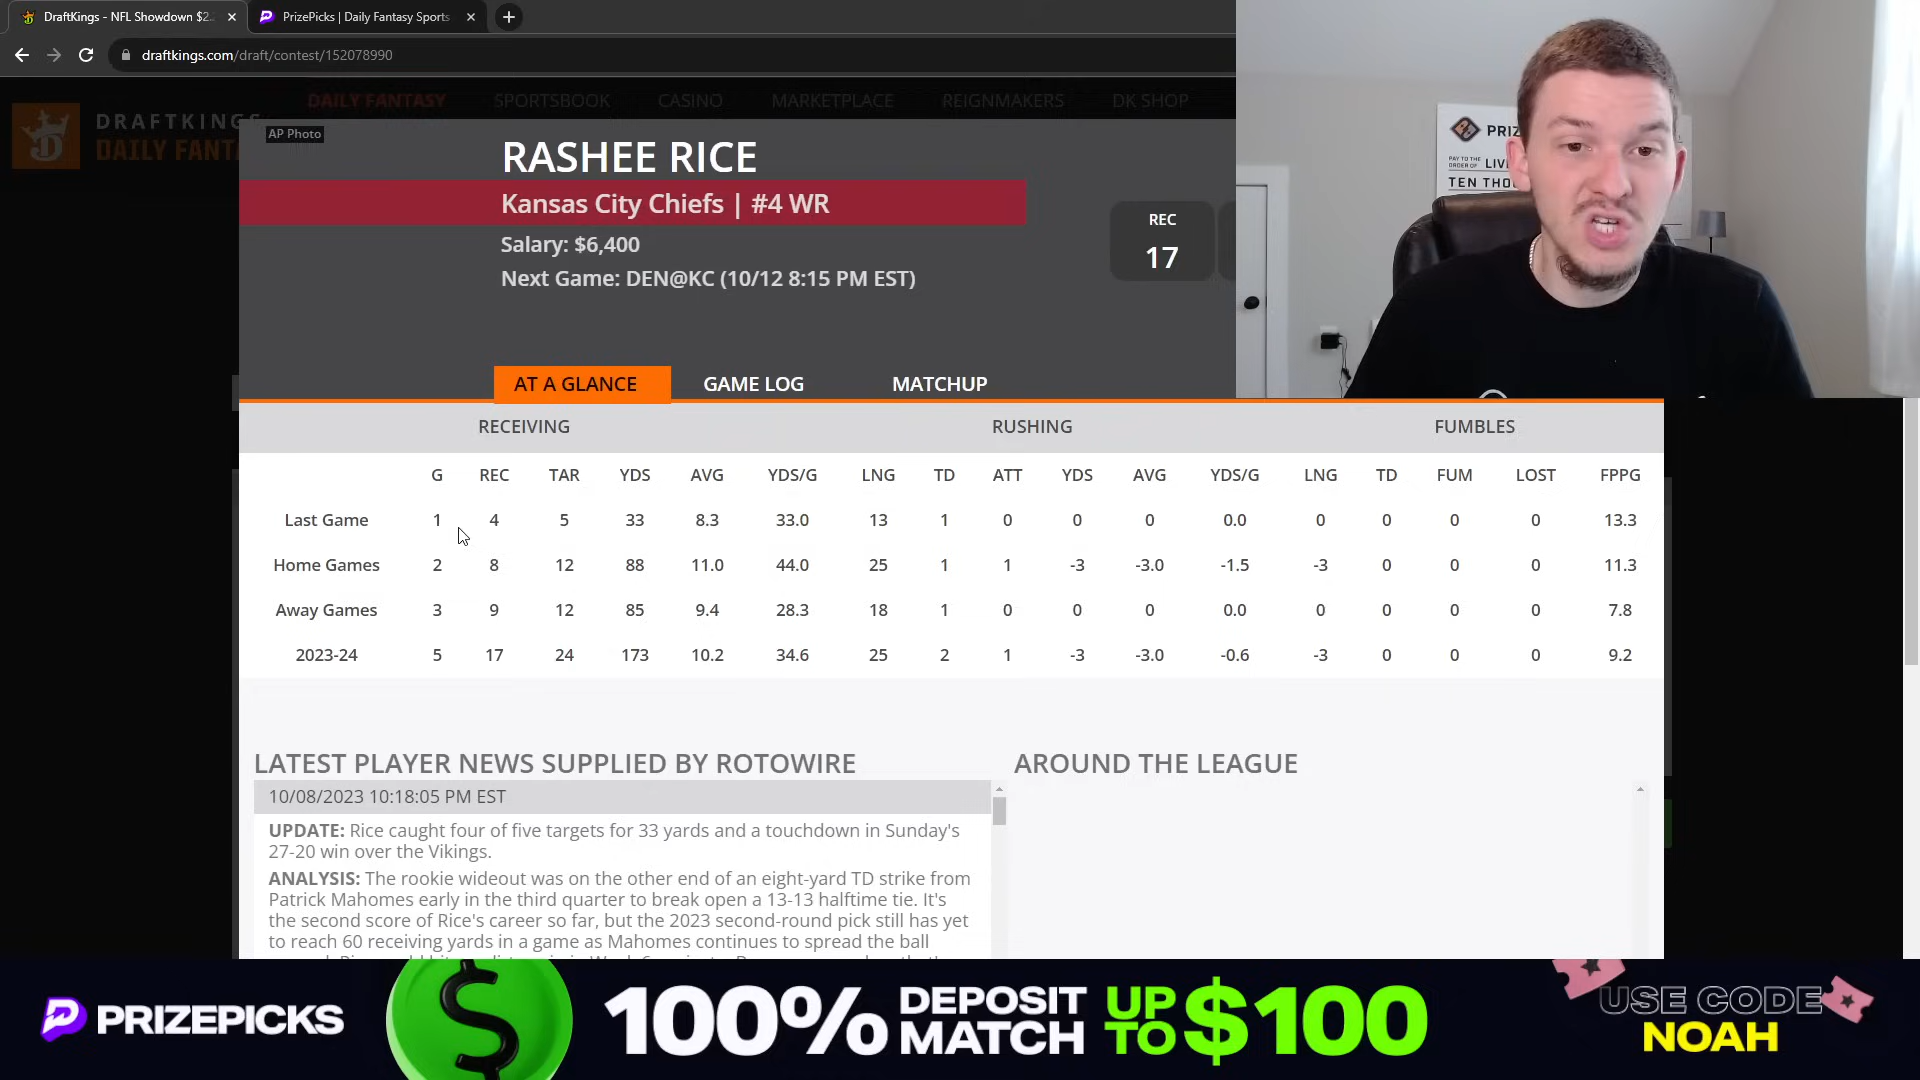 DraftKings - NFL Showdown $2.
PrizePicks | Daily Fantasy Sports
draftkings.com/draft/contest/152078990
DAILY FANTASY
SPORTSBOOK
CASINO
MARKETPLACE
REIGNMAKERS
DK SHOP
DRAFTKINGS
DAILY FANTA
AP Photo
RASHEE RICE
Kansas City Chiefs | #4 WR
Salary: $6,400
Next Game: DEN@KC (10/12 8:15 PM EST)
REC
17
PRIZ
PAY TO THE
ORDER OF
LIV
TEN THOU
AT A GLANCE
GAME LOG
MATCHUP
RECEIVING RUSHING FUMBLES
G REC TAR YDS AVG YDS/G LNG TD ATT YDS AVG YDS/G LNG TD FUM LOST FPPG
Last Game 1 4 5 33 8.3 33.0 13 1 0 0 0 0.0 0 0 0 0 13.3
Home Games 2 8 12 88 11.0 44.0 25 1 1 -3 -3.0 -1.5 -3 0 0 0 11.3
Away Games 3 9 12 85 9.4 28.3 18 1 0 0 0 0.0 0 0 0 0 7.8
2023-24 5 17 24 173 10.2 34.6 25 2 1 -3 -3.0 -0.6 -3 0 0 0 9.2
LATEST PLAYER NEWS SUPPLIED BY ROTOWIRE
10/08/2023 10:18:05 PM EST
UPDATE: Rice caught four of five targets for 33 yards and a touchdown in Sunday's
27-20 win over the Vikings.
ANALYSIS: The rookie wideout was on the other end of an eight-yard TD strike from
Patrick Mahomes early in the third quarter to break open a 13-13 halftime tie. It's
the second score of Rice's career so far, but the 2023 second-round pick still has yet
to reach 60 receiving yards in a game as Mahomes continues to spread the ball
AROUND THE LEAGUE
PRIZEPICKS
100% DEPOSIT
MATCH
UP
TO $100
USE CODE
NOAH